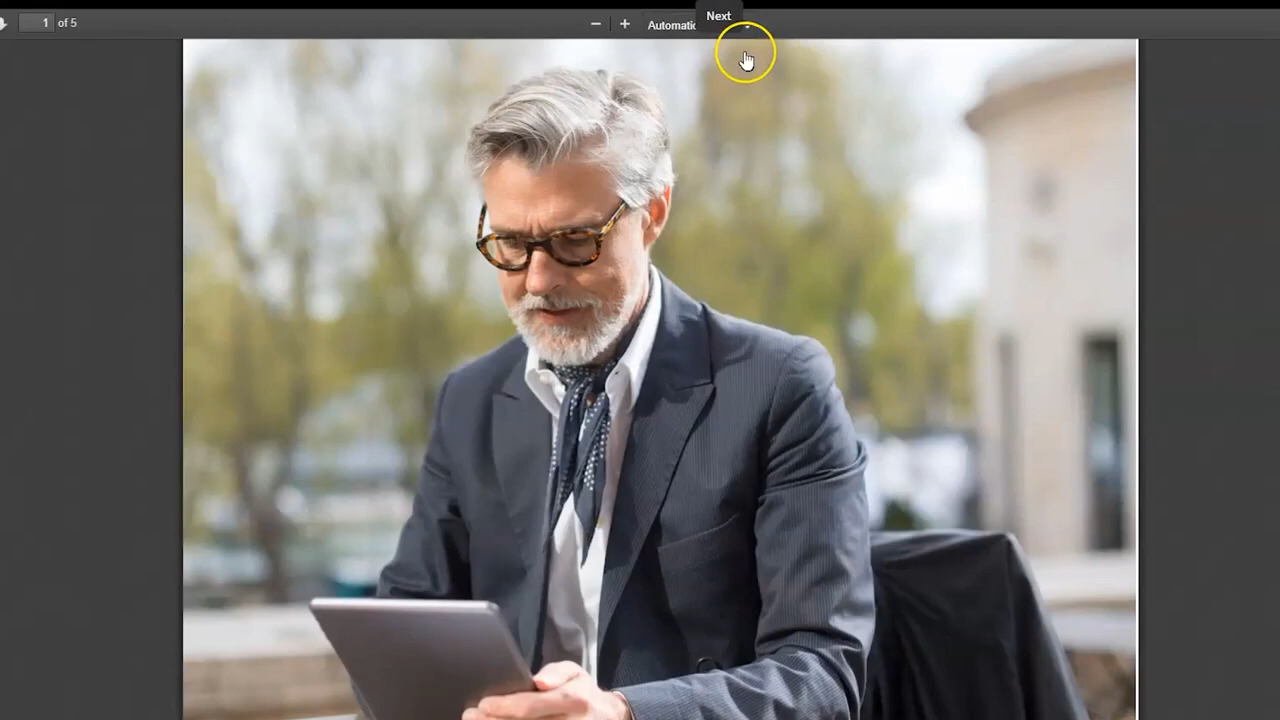 Next
1 of 5
− + Automatic